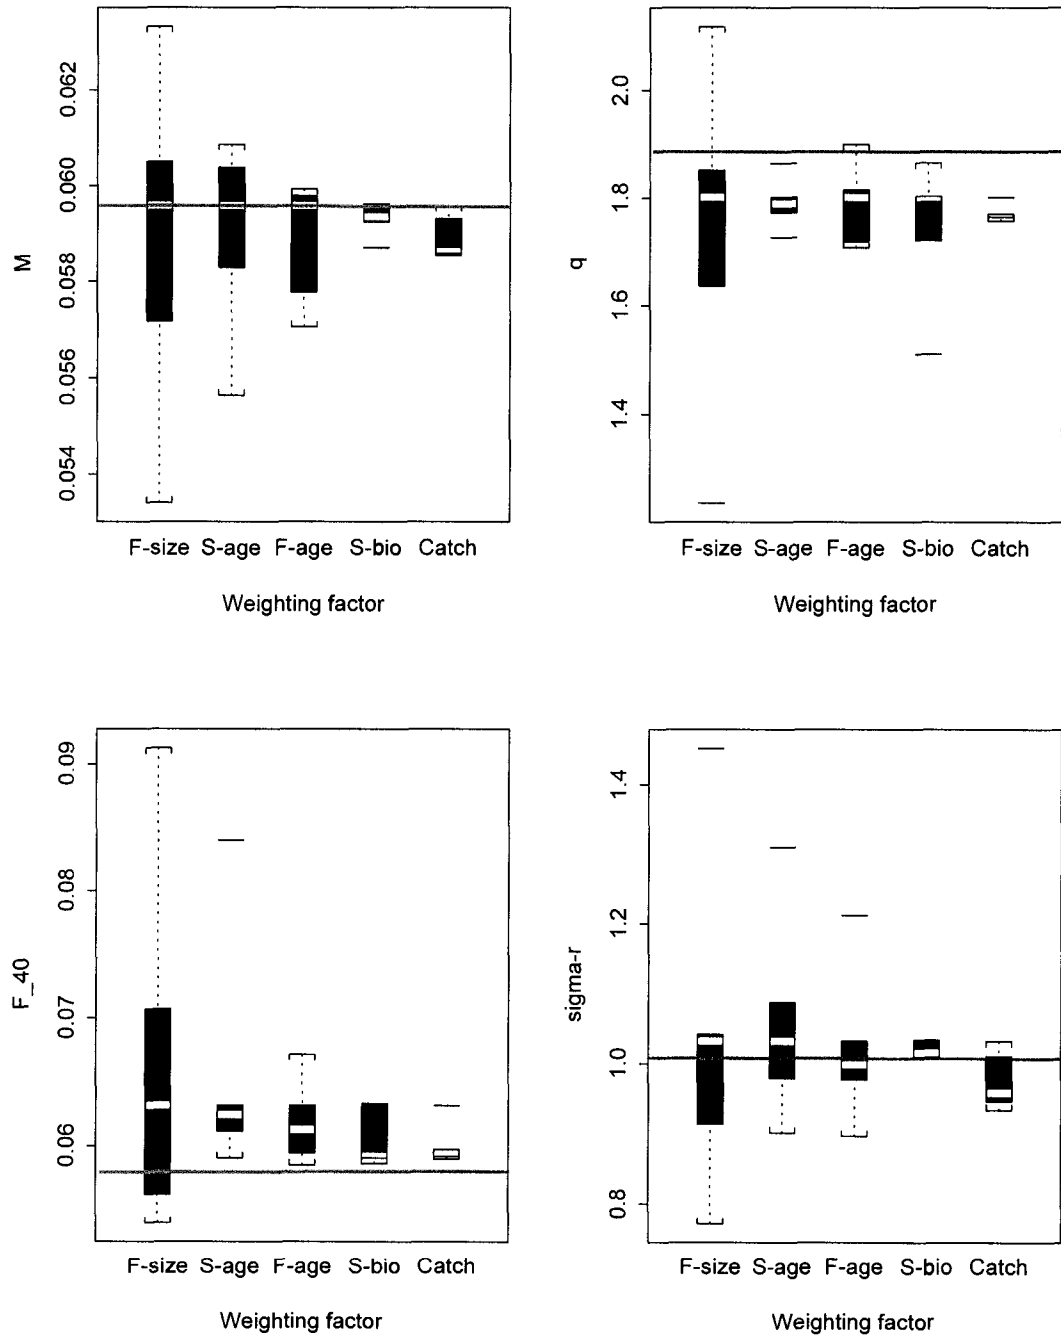 M
0.062
0.060
0.058
0.056
0.054
F-size S-age F-age S-bio Catch
Weighting factor
q
2.0
1.8
1.6
1.4
F-size S-age F-age S-bio Catch
Weighting factor
F_40
0.09
0.08
0.07
0.06
F-size S-age F-age S-bio Catch
Weighting factor
sigma-r
1.4
1.2
1.0
0.8
F-size S-age F-age S-bio Catch
Weighting factor